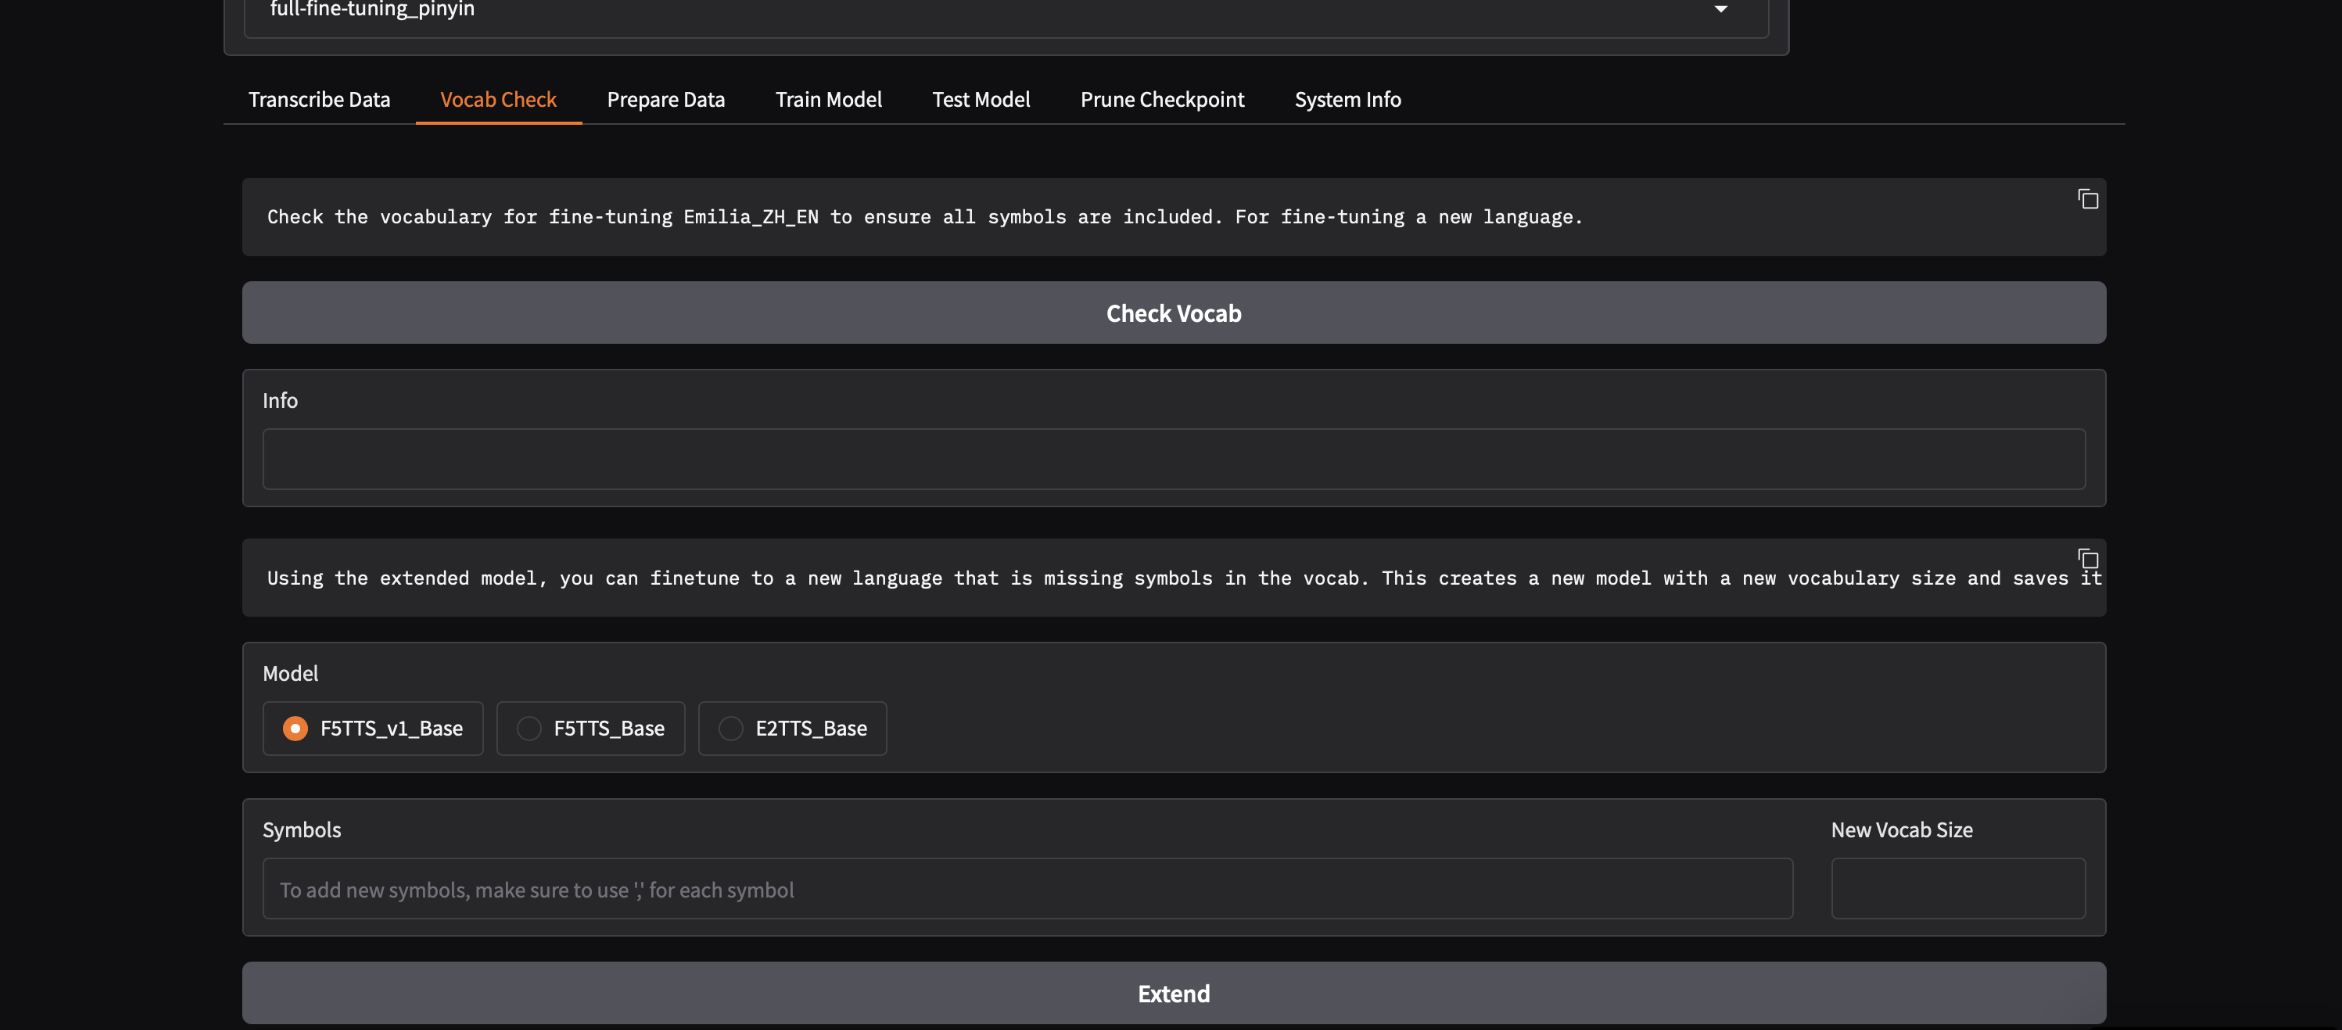 full-fine-tuning_pinyin
Transcribe Data Vocab Check Prepare Data Train Model Test Model Prune Checkpoint System Info
Check the vocabulary for fine-tuning Emilia_ZH_EN to ensure all symbols are included. For fine-tuning a new language.
Check Vocab
Info
Using the extended model, you can finetune to a new language that is missing symbols in the vocab. This creates a new model with a new vocabulary size and saves it
Model
F5TTS_v1_Base F5TTS_Base E2TTS_Base
Symbols New Vocab Size
To add new symbols, make sure to use ',' for each symbol
Extend